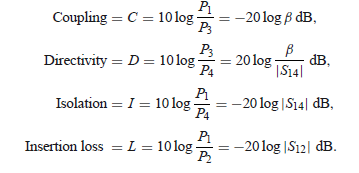 Coupling = C = 10 log P₁/P₃ = −20 log β dB,
Directivity = D = 10 log P₃/P₄ = 20 log β/|S₁₄| dB,
Isolation = I = 10 log P₁/P₄ = −20 log |S₁₄| dB,
Insertion loss = L = 10 log P₁/P₂ = −20 log |S₁₂| dB.